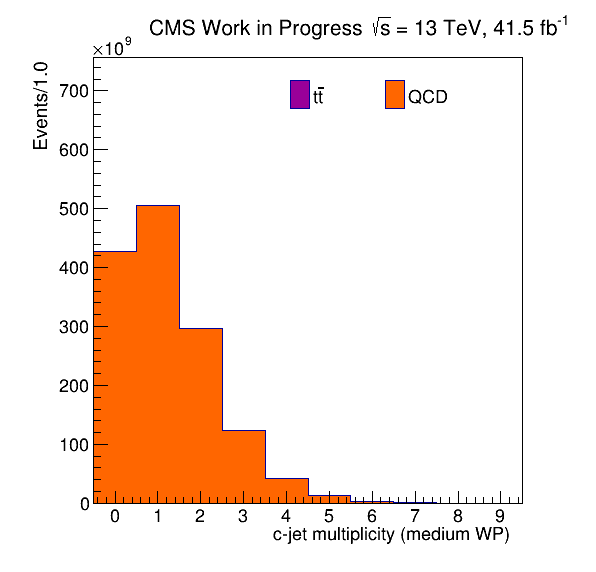 CMS Work in Progress √s = 13 TeV, 41.5 fb⁻¹
×10⁹
Events/1.0
tt̄
QCD
700
600
500
400
300
200
100
0
0 1 2 3 4 5 6 7 8 9
c-jet multiplicity (medium WP)